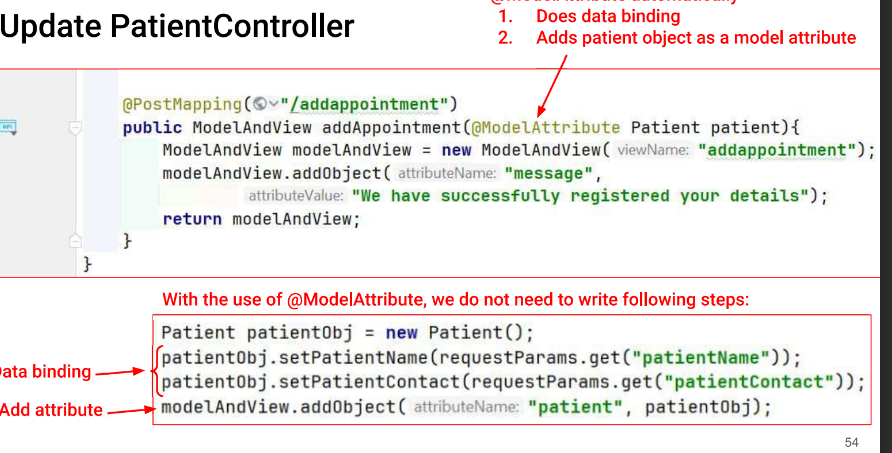 Update PatientController
@ModelAttribute automatically
1. Does data binding
2. Adds patient object as a model attribute
@PostMapping("/addappointment")
public ModelAndView addAppointment(@ModelAttribute Patient patient){
ModelAndView modelAndView = new ModelAndView( viewName: "addappointment");
modelAndView.addObject( attributeName: "message",
attributeValue: "We have successfully registered your details");
return modelAndView;
}
}
With the use of @ModelAttribute, we do not need to write following steps:
Patient patientObj = new Patient();
patientObj.setPatientName(requestParams.get("patientName"));
Data binding
patientObj.setPatientContact(requestParams.get("patientContact"));
Add attribute
modelAndView.addObject( attributeName: "patient", patientObj);
54